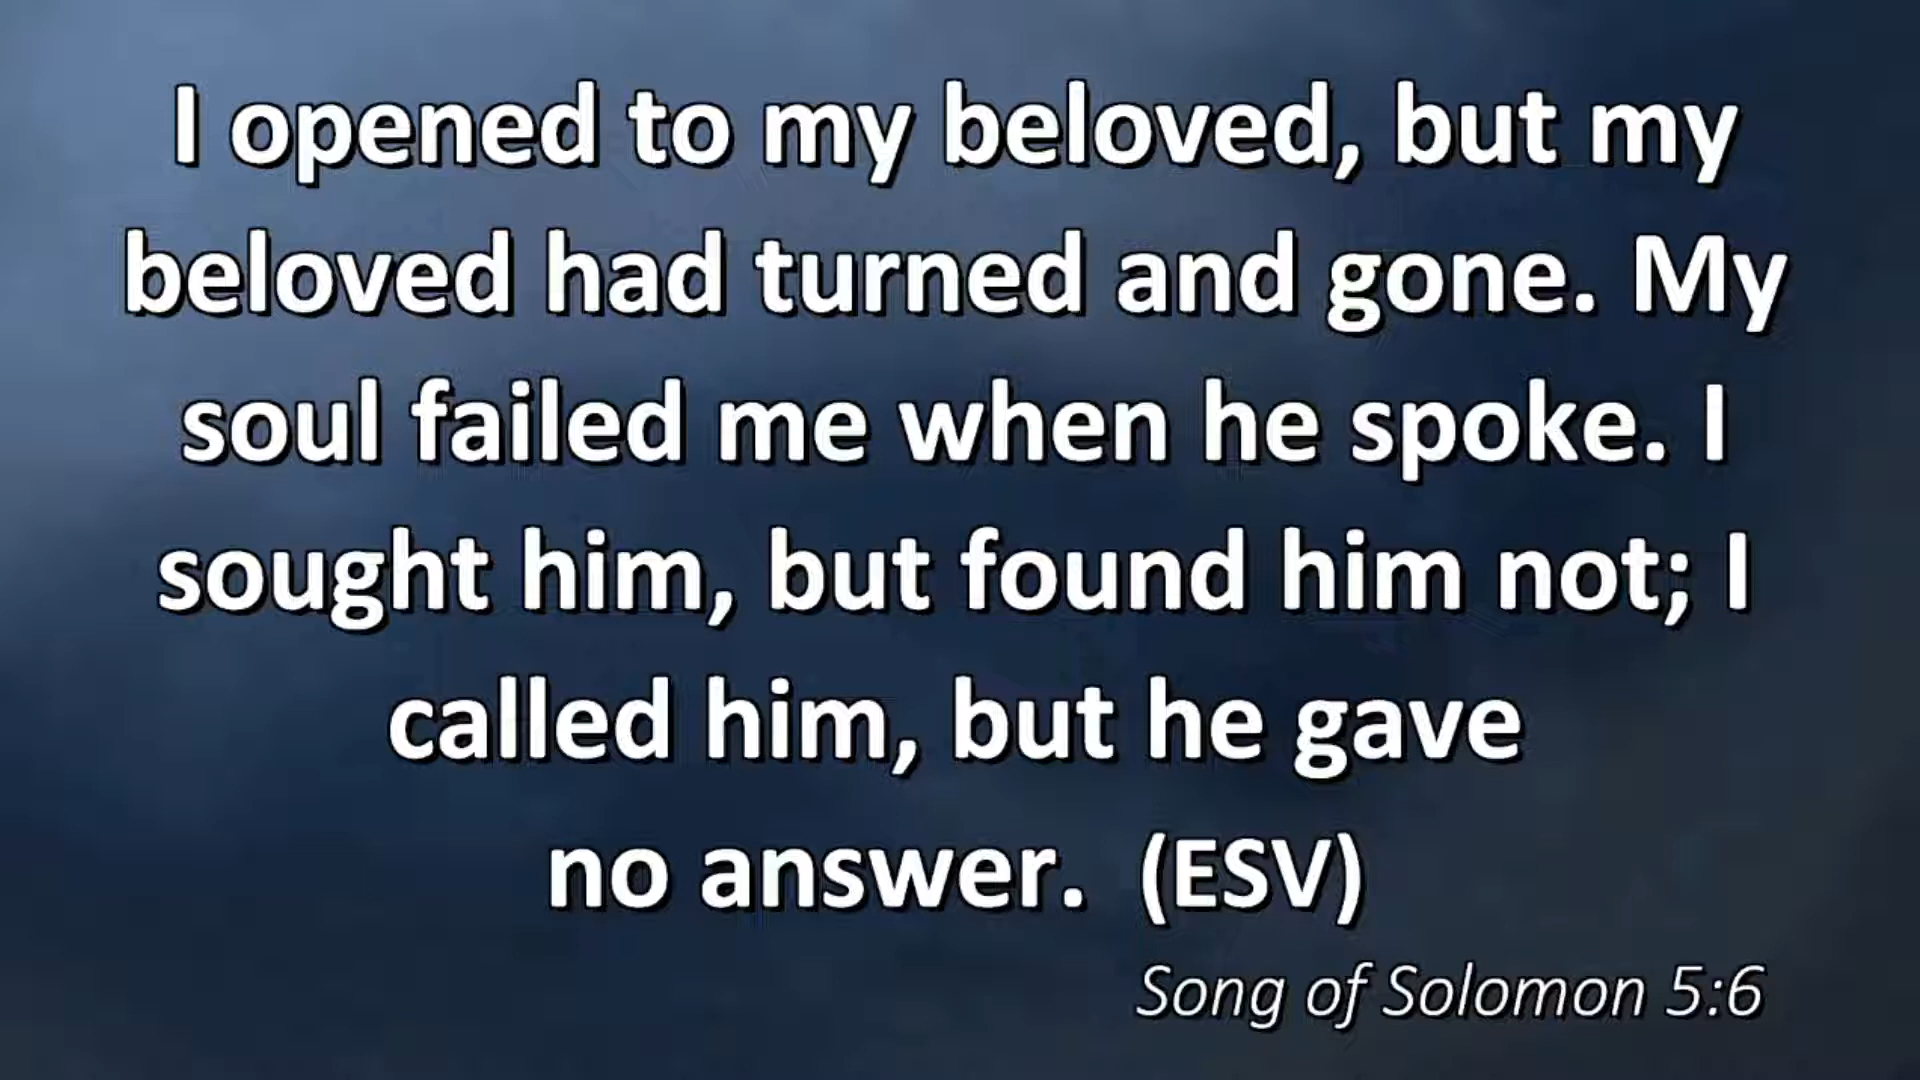 I opened to my beloved, but my
beloved had turned and gone. My
soul failed me when he spoke. I
sought him, but found him not; I
called him, but he gave
no answer.  (ESV)
Song of Solomon 5:6